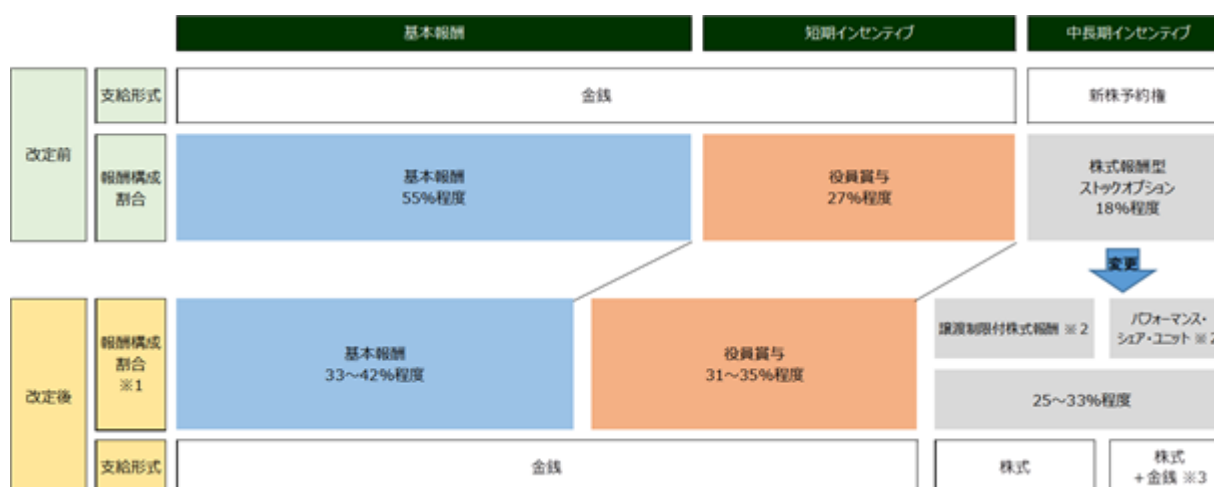 基本報酬
短期インセンティブ
中長期インセンティブ
改定前
支給形式
金銭
新株予約権
報酬構成
割合
基本報酬
55%程度
役員賞与
27%程度
株式報酬型
ストックオプション
18%程度
変更
改定後
報酬構成
割合
※1
基本報酬
33～42%程度
役員賞与
31～35%程度
譲渡制限付株式報酬 ※2
パフォーマンス・
シェア・ユニット ※2
25～33%程度
支給形式
金銭
株式
株式
+金銭 ※3